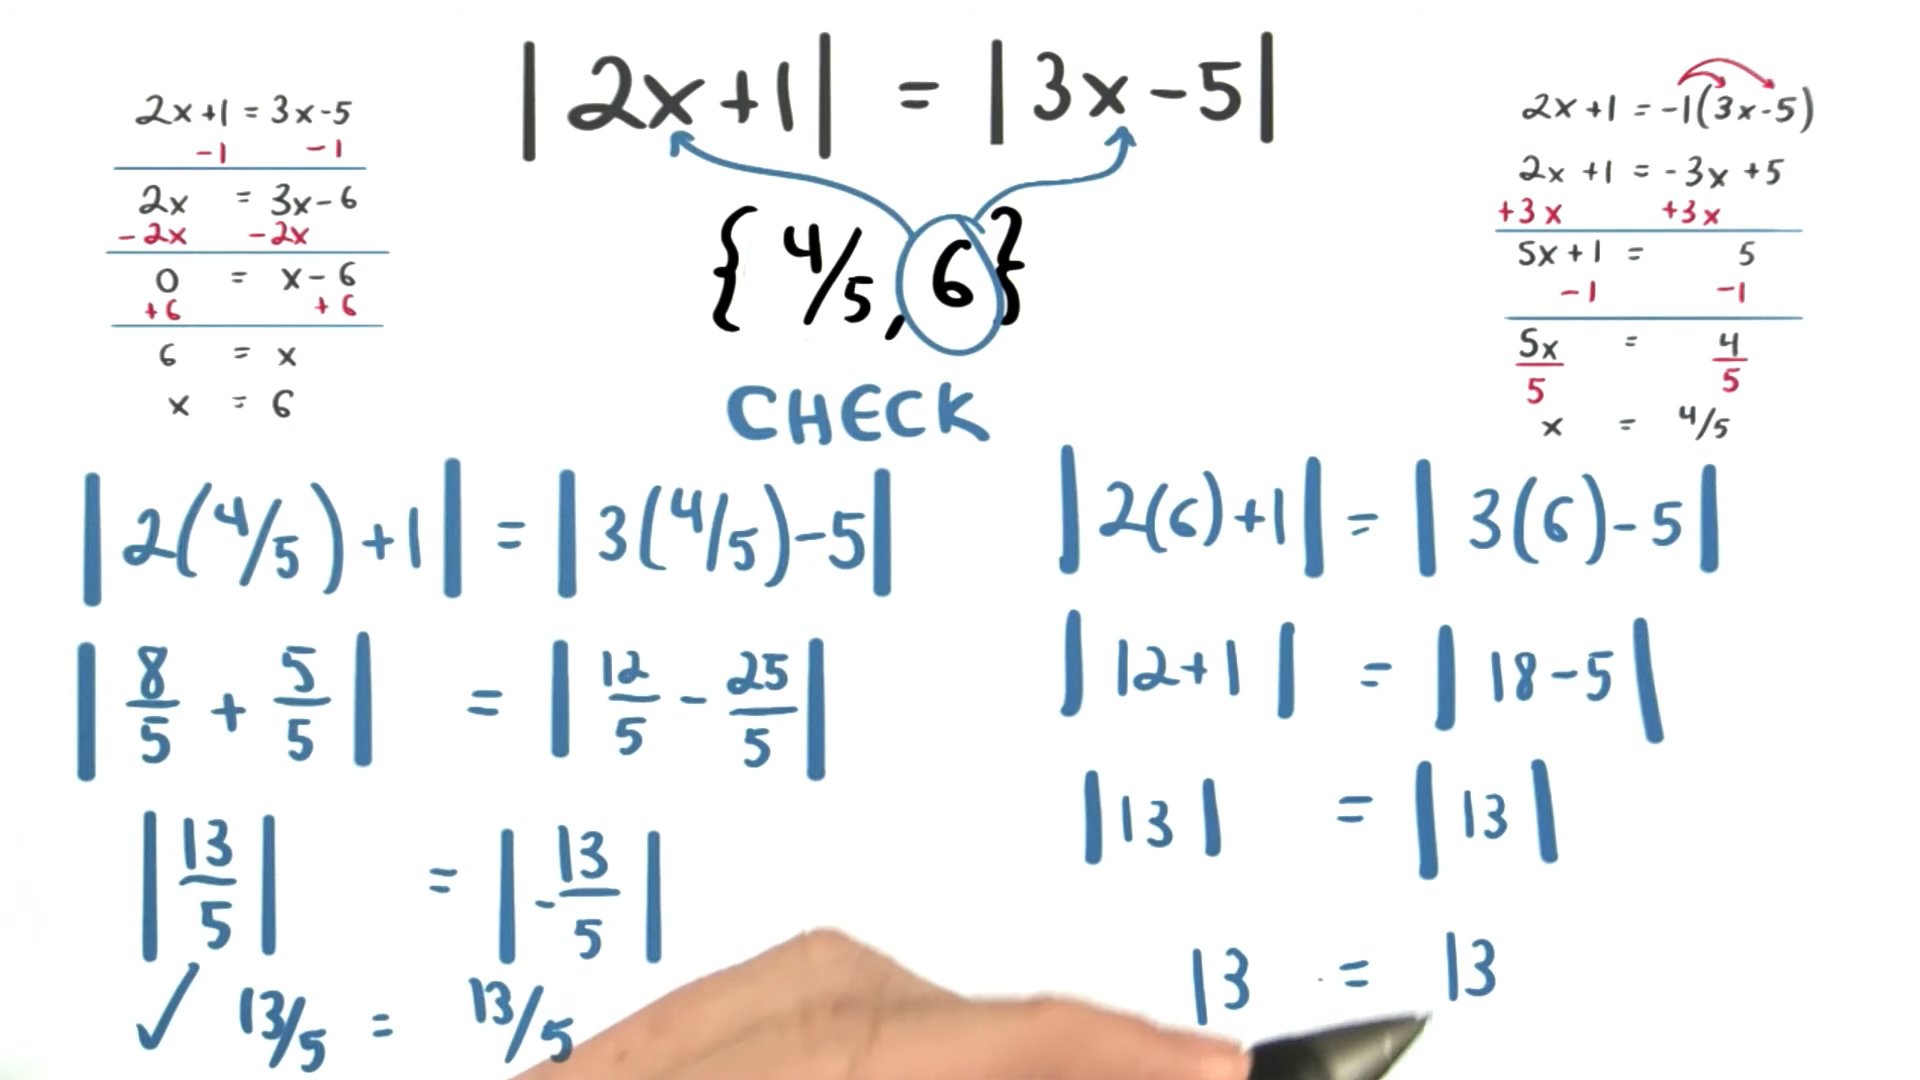 |2x+1| = |3x-5|
{4/5, 6}
CHECK
2x+1 = 3x-5
-1 -1
2x = 3x-6
-2x -2x
0 = x-6
+6 +6
6 = x
x = 6
2x+1 = -1(3x-5)
2x+1 = -3x+5
+3x +3x
5x+1 = 5
-1 -1
5x/5 = 4/5
x = 4/5
|2(4/5)+1| = |3(4/5)-5|
|8/5 + 5/5| = |12/5 - 25/5|
|13/5| = |-13/5|
✓ 13/5 = 13/5
|2(6)+1| = |3(6)-5|
|12+1| = |18-5|
|13| = |13|
13 = 13